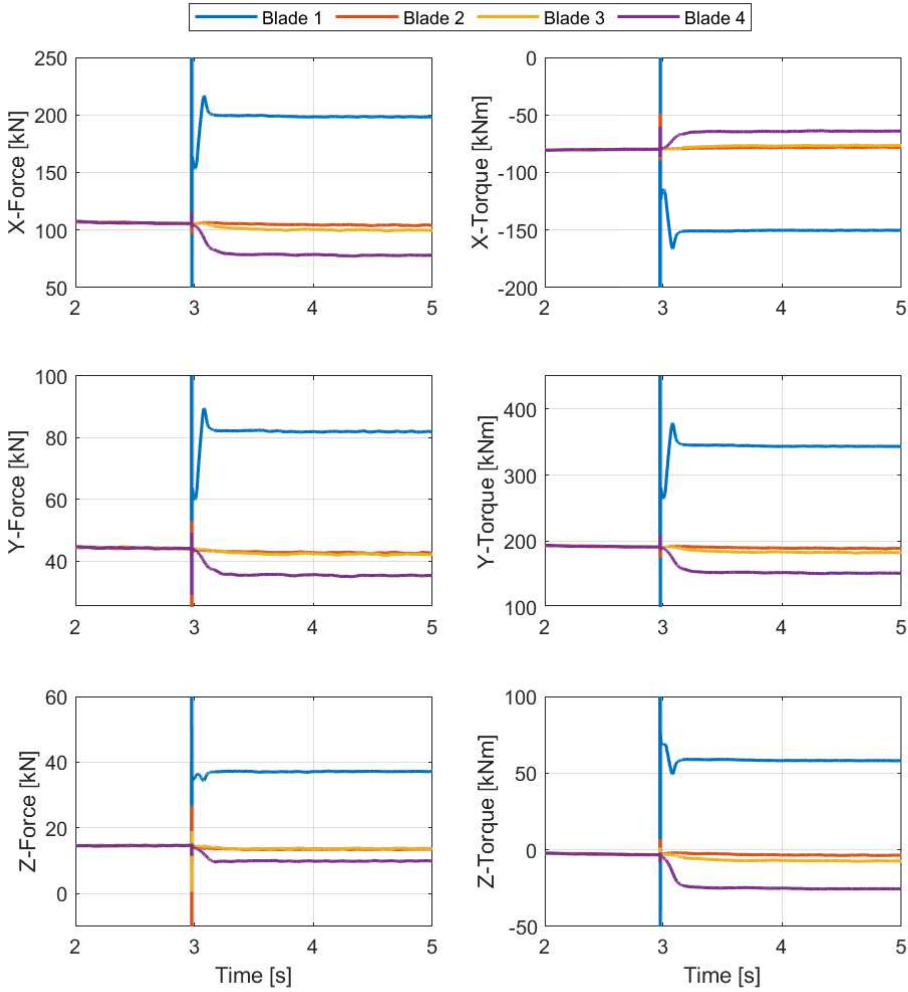 Blade 1 Blade 2 Blade 3 Blade 4
X-Force [kN]
250
200
150
100
50
2 3 4 5
X-Torque [kNm]
0
-50
-100
-150
-200
2 3 4 5
Y-Force [kN]
100
80
60
40
2 3 4 5
Y-Torque [kNm]
400
300
200
100
2 3 4 5
Z-Force [kN]
60
40
20
0
2 3 4 5
Time [s]
Z-Torque [kNm]
100
50
0
-50
2 3 4 5
Time [s]